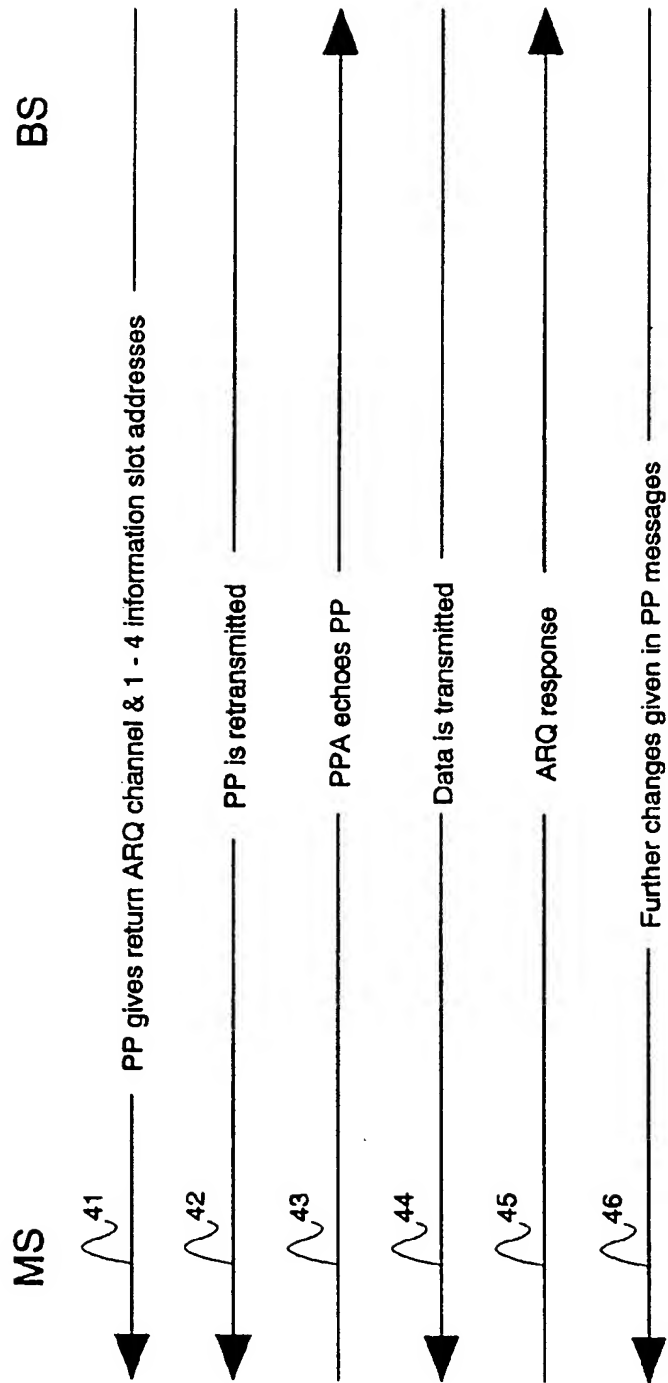 MS
BS
41
PP gives return ARQ channel & 1 - 4 information slot addresses
42
PP is retransmitted
43
PPA echoes PP
44
Data is transmitted
45
ARQ response
46
Further changes given in PP messages